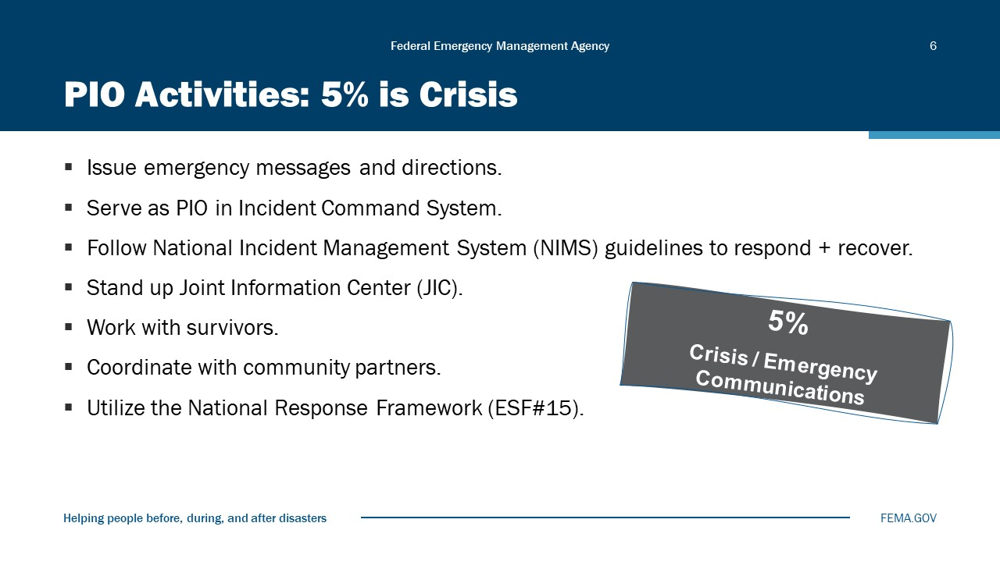 Federal Emergency Management Agency
6
PIO Activities: 5% is Crisis
▪ Issue emergency messages and directions.
▪ Serve as PIO in Incident Command System.
▪ Follow National Incident Management System (NIMS) guidelines to respond + recover.
▪ Stand up Joint Information Center (JIC).
▪ Work with survivors.
▪ Coordinate with community partners.
▪ Utilize the National Response Framework (ESF#15).
5%
Crisis / Emergency
Communications
Helping people before, during, and after disasters
FEMA.GOV